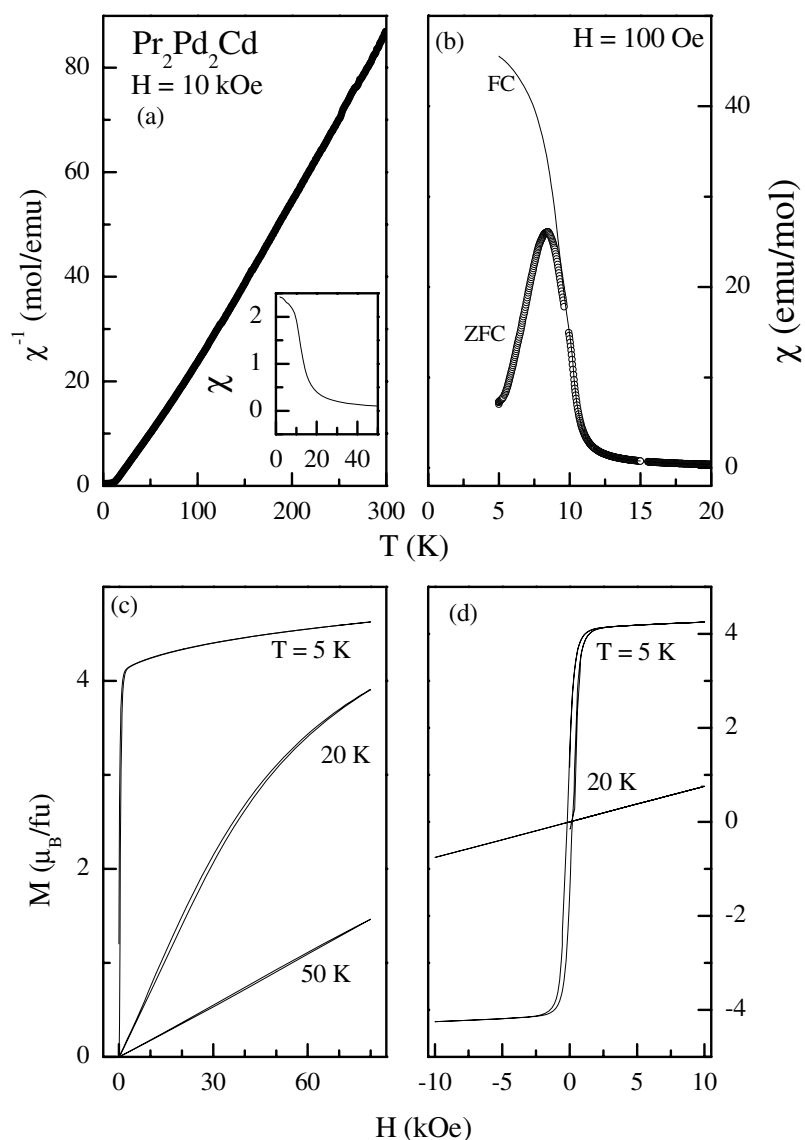 Pr₂Pd₂Cd
H = 10 kOe
(a)
χ⁻¹ (mol/emu)
80
60
40
20
0
0 100 200 300
χ
2
1
0
0 20 40
(b)
H = 100 Oe
FC
ZFC
χ (emu/mol)
40
20
0
0 5 10 15 20
T (K)
(c)
T = 5 K
20 K
50 K
M (μ_B/fu)
4
2
0
0 30 60
(d)
T = 5 K
20 K
4
2
0
-2
-4
-10 -5 0 5 10
H (kOe)